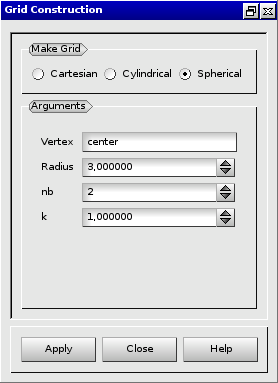 Grid Construction
Make Grid
Cartesian Cylindrical Spherical
Arguments
Vertex center
Radius 3,000000
nb 2
k 1,000000
Apply Close Help